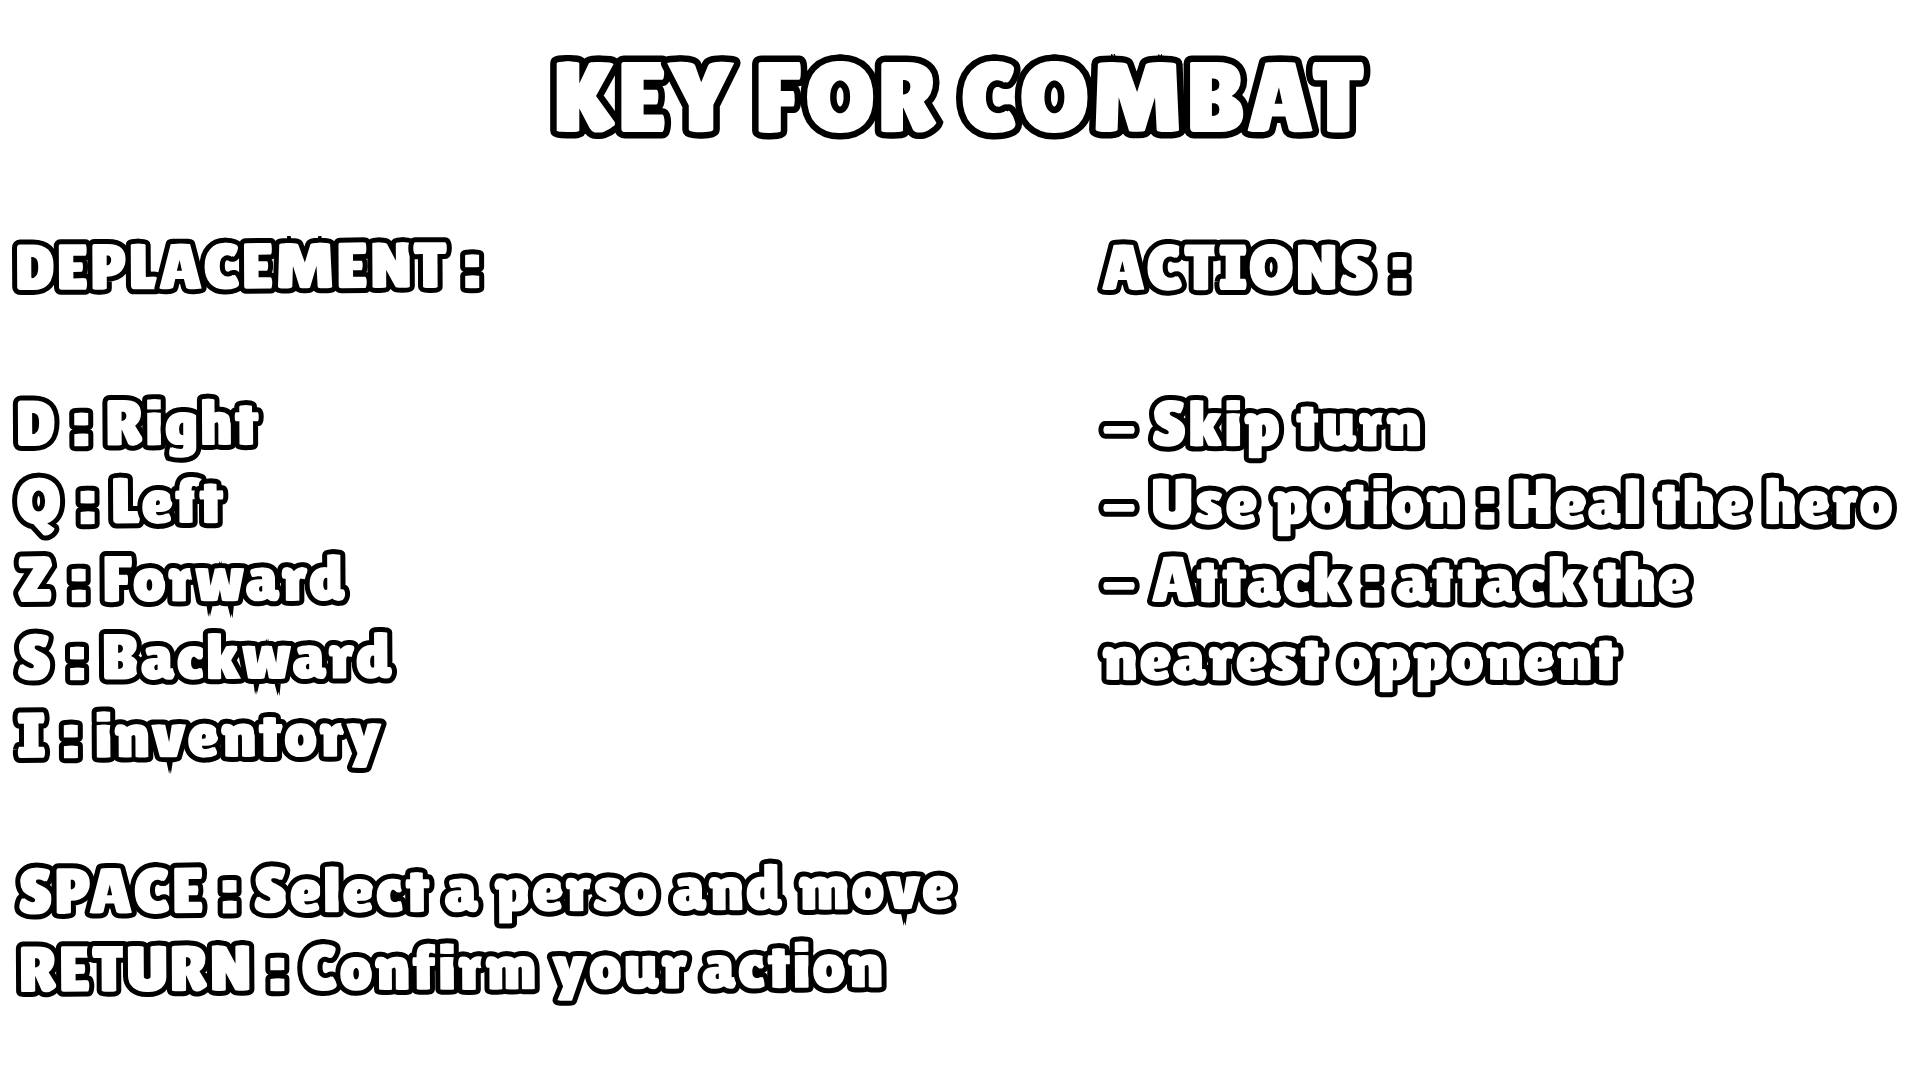 KEY FOR COMBAT
DEPLACEMENT :
D : Right
Q : Left
Z : Forward
S : Backward
I : inventory
SPACE : Select a perso and move
RETURN : Confirm your action
ACTIONS :
- Skip turn
- Use potion : Heal the hero
- Attack : attack the
nearest opponent